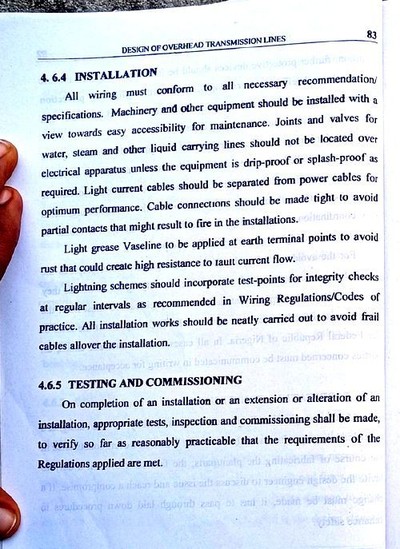 DESIGN OF OVERHEAD TRANSMISSION LINES 83
4.6.4 INSTALLATION
All wiring must conform to all necessary recommendation/
specifications. Machinery and other equipment should be installed with a
view towards easy accessibility for maintenance. Joints and valves for
water, steam and other liquid carrying lines should not be located over
electrical apparatus unless the equipment is drip-proof or splash-proof as
required. Light current cables should be separated from power cables for
optimum performance. Cable connections should be made tight to avoid
partial contacts that might result to fire in the installations.
Light grease Vaseline to be applied at earth terminal points to avoid
rust that could create high resistance to fault current flow.
Lightning schemes should incorporate test-points for integrity checks
at regular intervals as recommended in Wiring Regulations/Codes of
practice. All installation works should be neatly carried out to avoid frail
cables allover the installation.
4.6.5 TESTING AND COMMISSIONING
On completion of an installation or an extension or alteration of an
installation, appropriate tests, inspection and commissioning shall be made,
to verify so far as reasonably practicable that the requirements of the
Regulations applied are met.